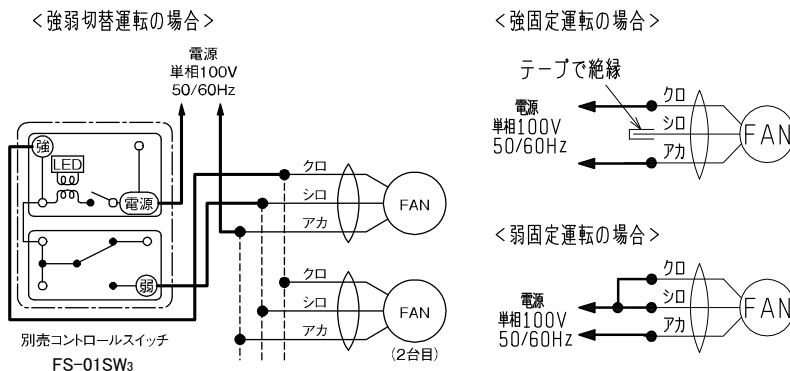 ＜強弱切替運転の場合＞
電源
単相100V
50/60Hz
強
LED
電源
弱
別売コントロールスイッチ
FS-01SW₃
クロ
シロ
アカ
FAN
クロ
シロ
アカ
FAN
(2台目)
＜強固定運転の場合＞
テープで絶縁
電源
単相100V
50/60Hz
クロ
シロ
アカ
FAN
＜弱固定運転の場合＞
電源
単相100V
50/60Hz
クロ
シロ
アカ
FAN